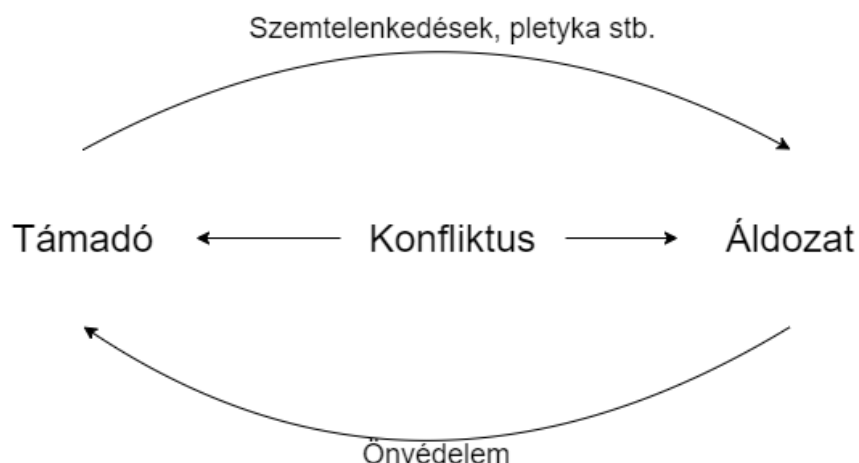 Szemtelenkedések, pletyka stb.
Támadó Konfliktus Áldozat
Önvédelem